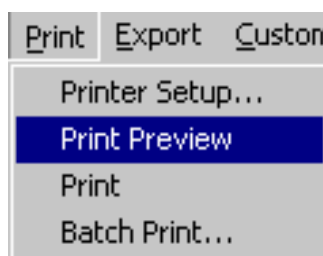 Print Export
Printer Setup...
Print Preview
Print
Batch Print...